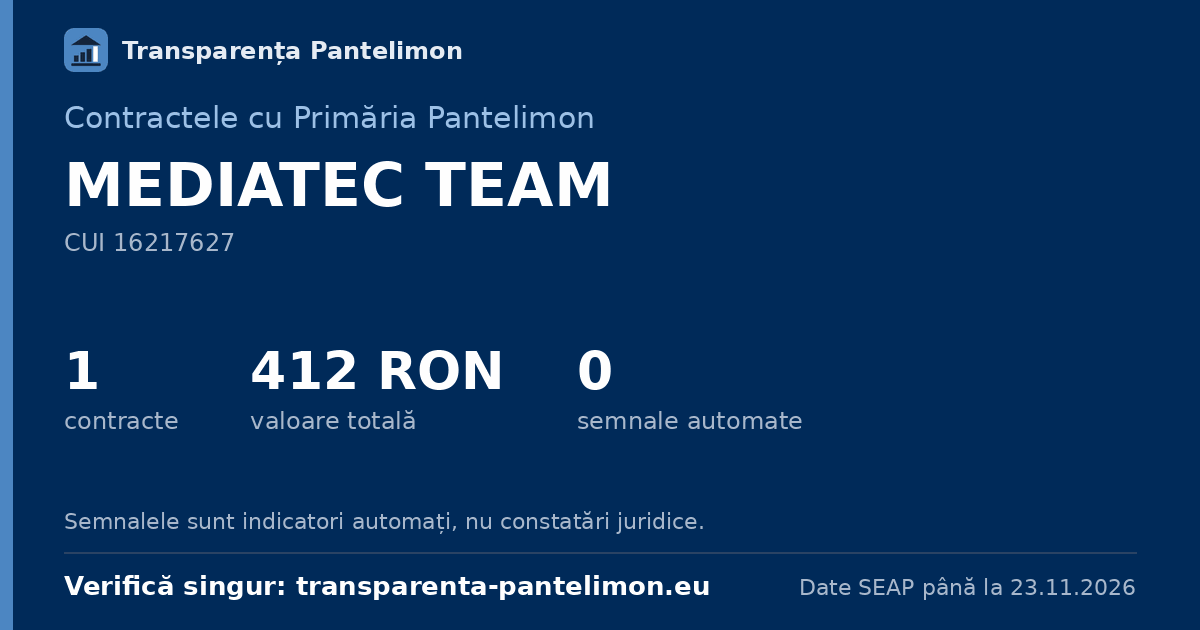 Transparența Pantelimon
Contractele cu Primăria Pantelimon
MEDIATEC TEAM
CUI 16217627
1
contracte
412 RON
valoare totală
0
semnale automate
Semnalele sunt indicatori automați, nu constatări juridice.
Verifică singur: transparenta-pantelimon.eu
Date SEAP până la 23.11.2026